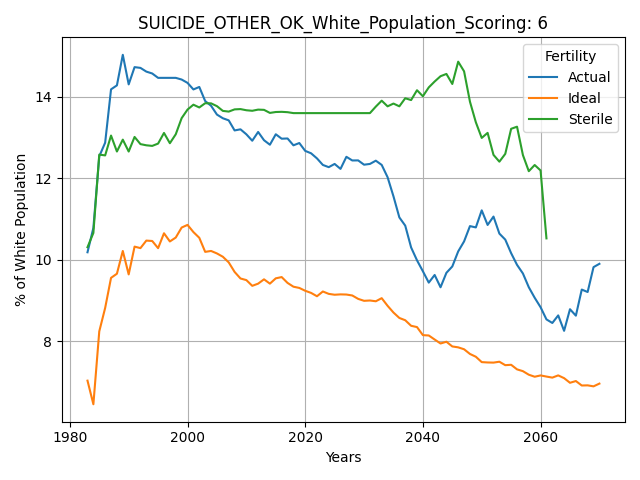 SUICIDE_OTHER_OK_White_Population_Scoring: 6
Fertility
Actual
Ideal
Sterile
% of White Population
14
12
10
8
1980 2000 2020 2040 2060
Years